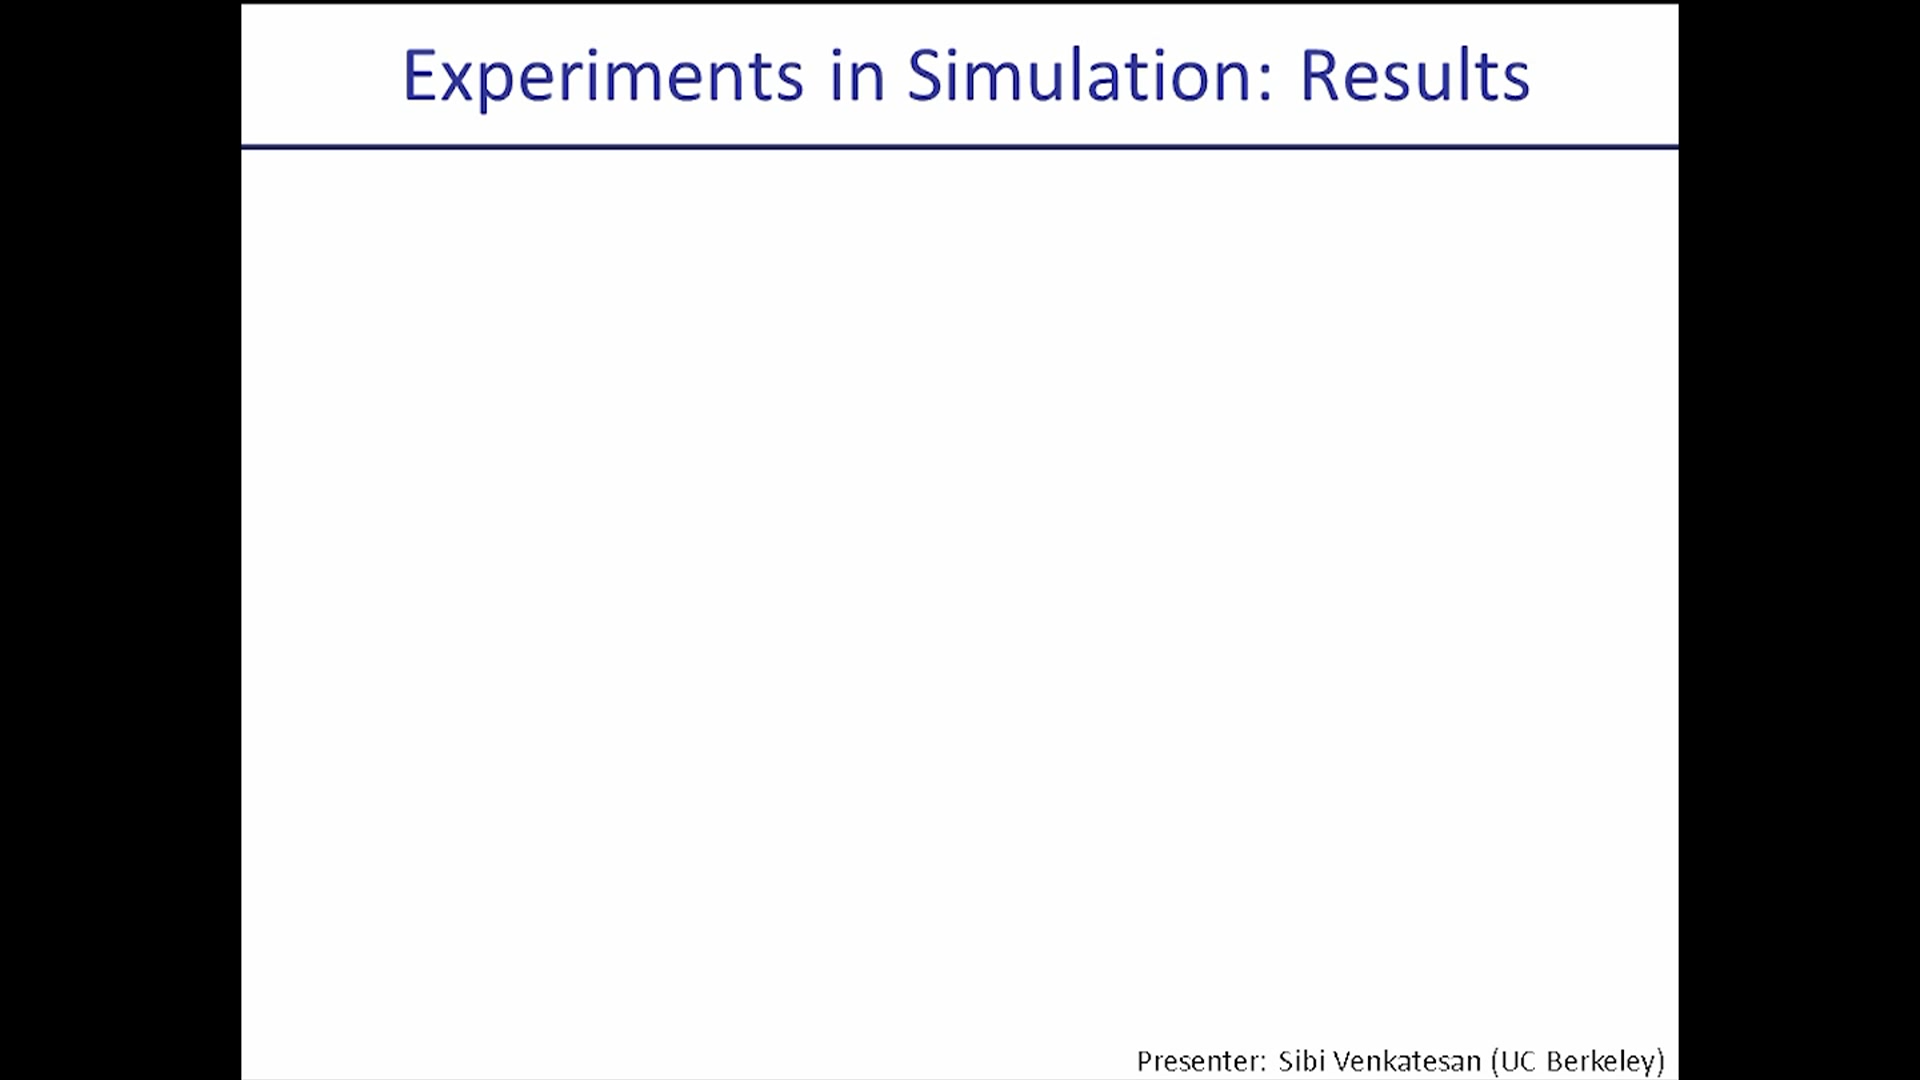 Experiments in Simulation: Results
Presenter: Sibi Venkatesan (UC Berkeley)